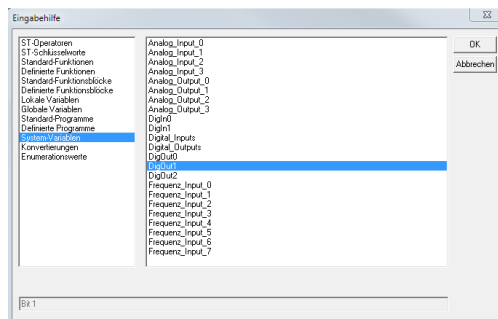 Eingabehilfe
ST-Operatoren
ST-Schlüsselworte
Standard-Funktionen
Definierte Funktionen
Standard-Funktionsblöcke
Definierte Funktionsblöcke
Lokale Variablen
Globale Variablen
Standard-Programme
Definierte Programme
System-Variablen
Konvertierungen
Enumerationswerte
Analog_Input_0
Analog_Input_1
Analog_Input_2
Analog_Input_3
Analog_Output_0
Analog_Output_1
Analog_Output_2
Analog_Output_3
DigIn0
DigIn1
Digital_Inputs
Digital_Outputs
DigOut0
DigOut1
DigOut2
Frequenz_Input_0
Frequenz_Input_1
Frequenz_Input_2
Frequenz_Input_3
Frequenz_Input_4
Frequenz_Input_5
Frequenz_Input_6
Frequenz_Input_7
OK
Abbrechen
Bit 1